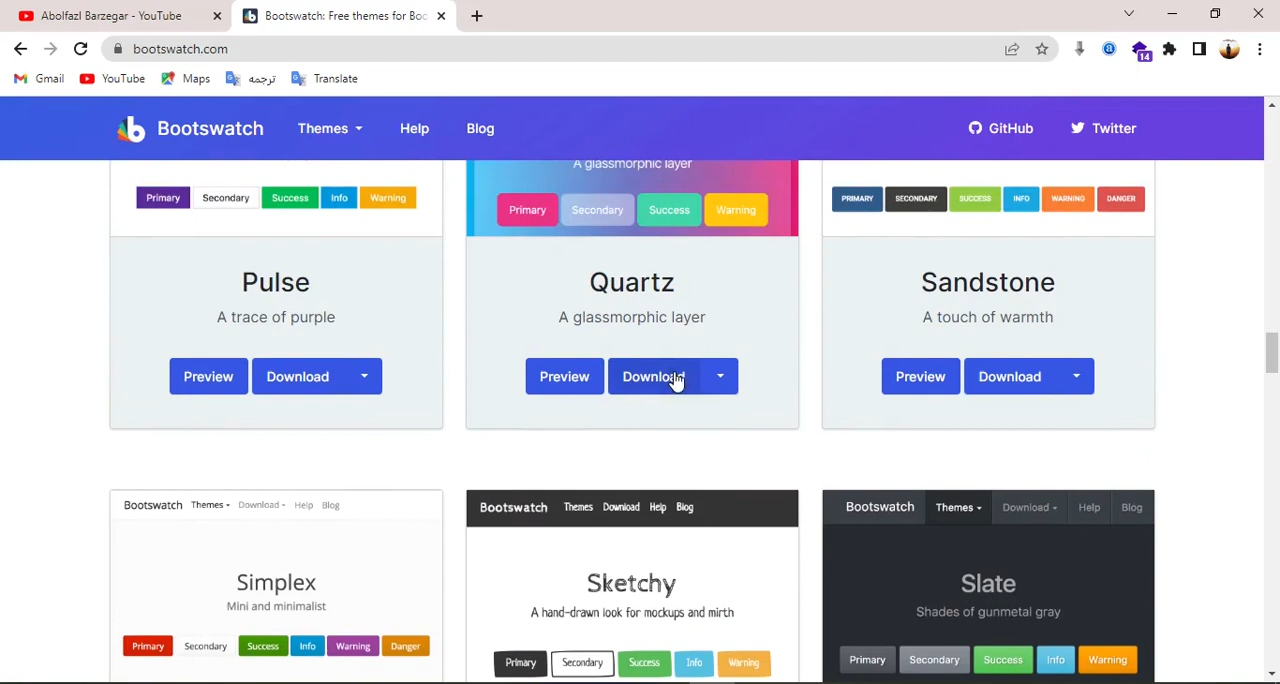 Abolfazl Barzegar - YouTube
Bootswatch: Free themes for Boo
bootswatch.com
14
Gmail
YouTube
Maps
ترجمه
Translate
Bootswatch
Themes
Help
Blog
GitHub
Twitter
Primary
Secondary
Success
Info
Warning
A glassmorphic layer
Primary
Secondary
Success
Warning
PRIMARY
SECONDARY
SUCCESS
INFO
WARNING
DANGER
Pulse
A trace of purple
Preview
Download
Quartz
A glassmorphic layer
Preview
Download
Sandstone
A touch of warmth
Preview
Download
Bootswatch Themes Download Help Blog
Simplex
Mini and minimalist
Primary
Secondary
Success
Info
Warning
Danger
Bootswatch Themes Download Help Blog
Sketchy
A hand-drawn look for mockups and mirth
Primary
Secondary
Success
Info
Warning
Bootswatch Themes Download Help Blog
Slate
Shades of gunmetal gray
Primary
Secondary
Success
Info
Warning